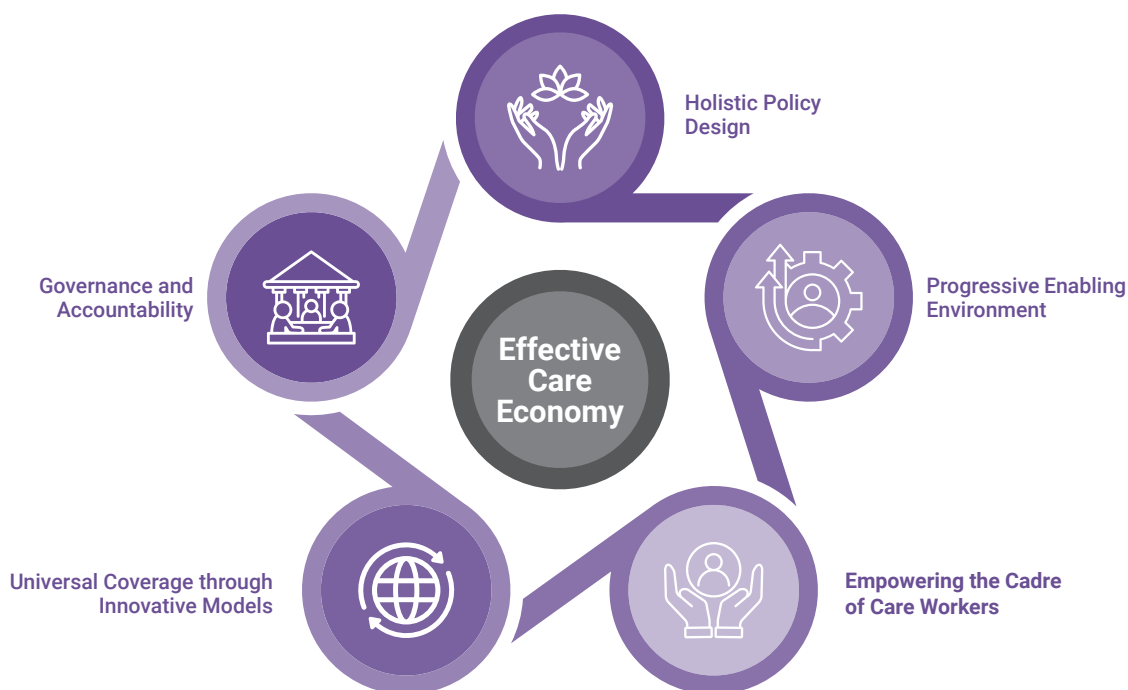 Holistic Policy
Design
Progressive Enabling
Environment
Empowering the Cadre
of Care Workers
Universal Coverage through
Innovative Models
Governance and
Accountability
Effective
Care
Economy